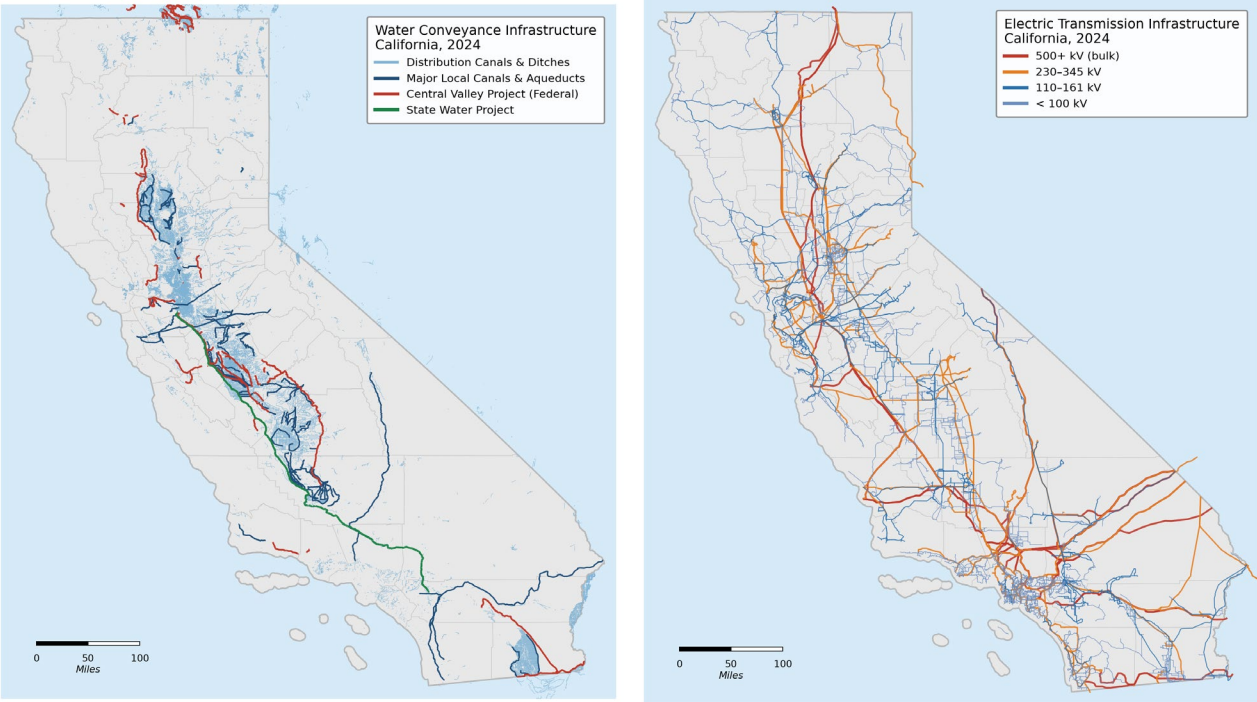 Water Conveyance Infrastructure
California, 2024
Distribution Canals & Ditches
Major Local Canals & Aqueducts
Central Valley Project (Federal)
State Water Project
0 50 100
Miles
Electric Transmission Infrastructure
California, 2024
500+ kV (bulk)
230–345 kV
110–161 kV
< 100 kV
0 50 100
Miles